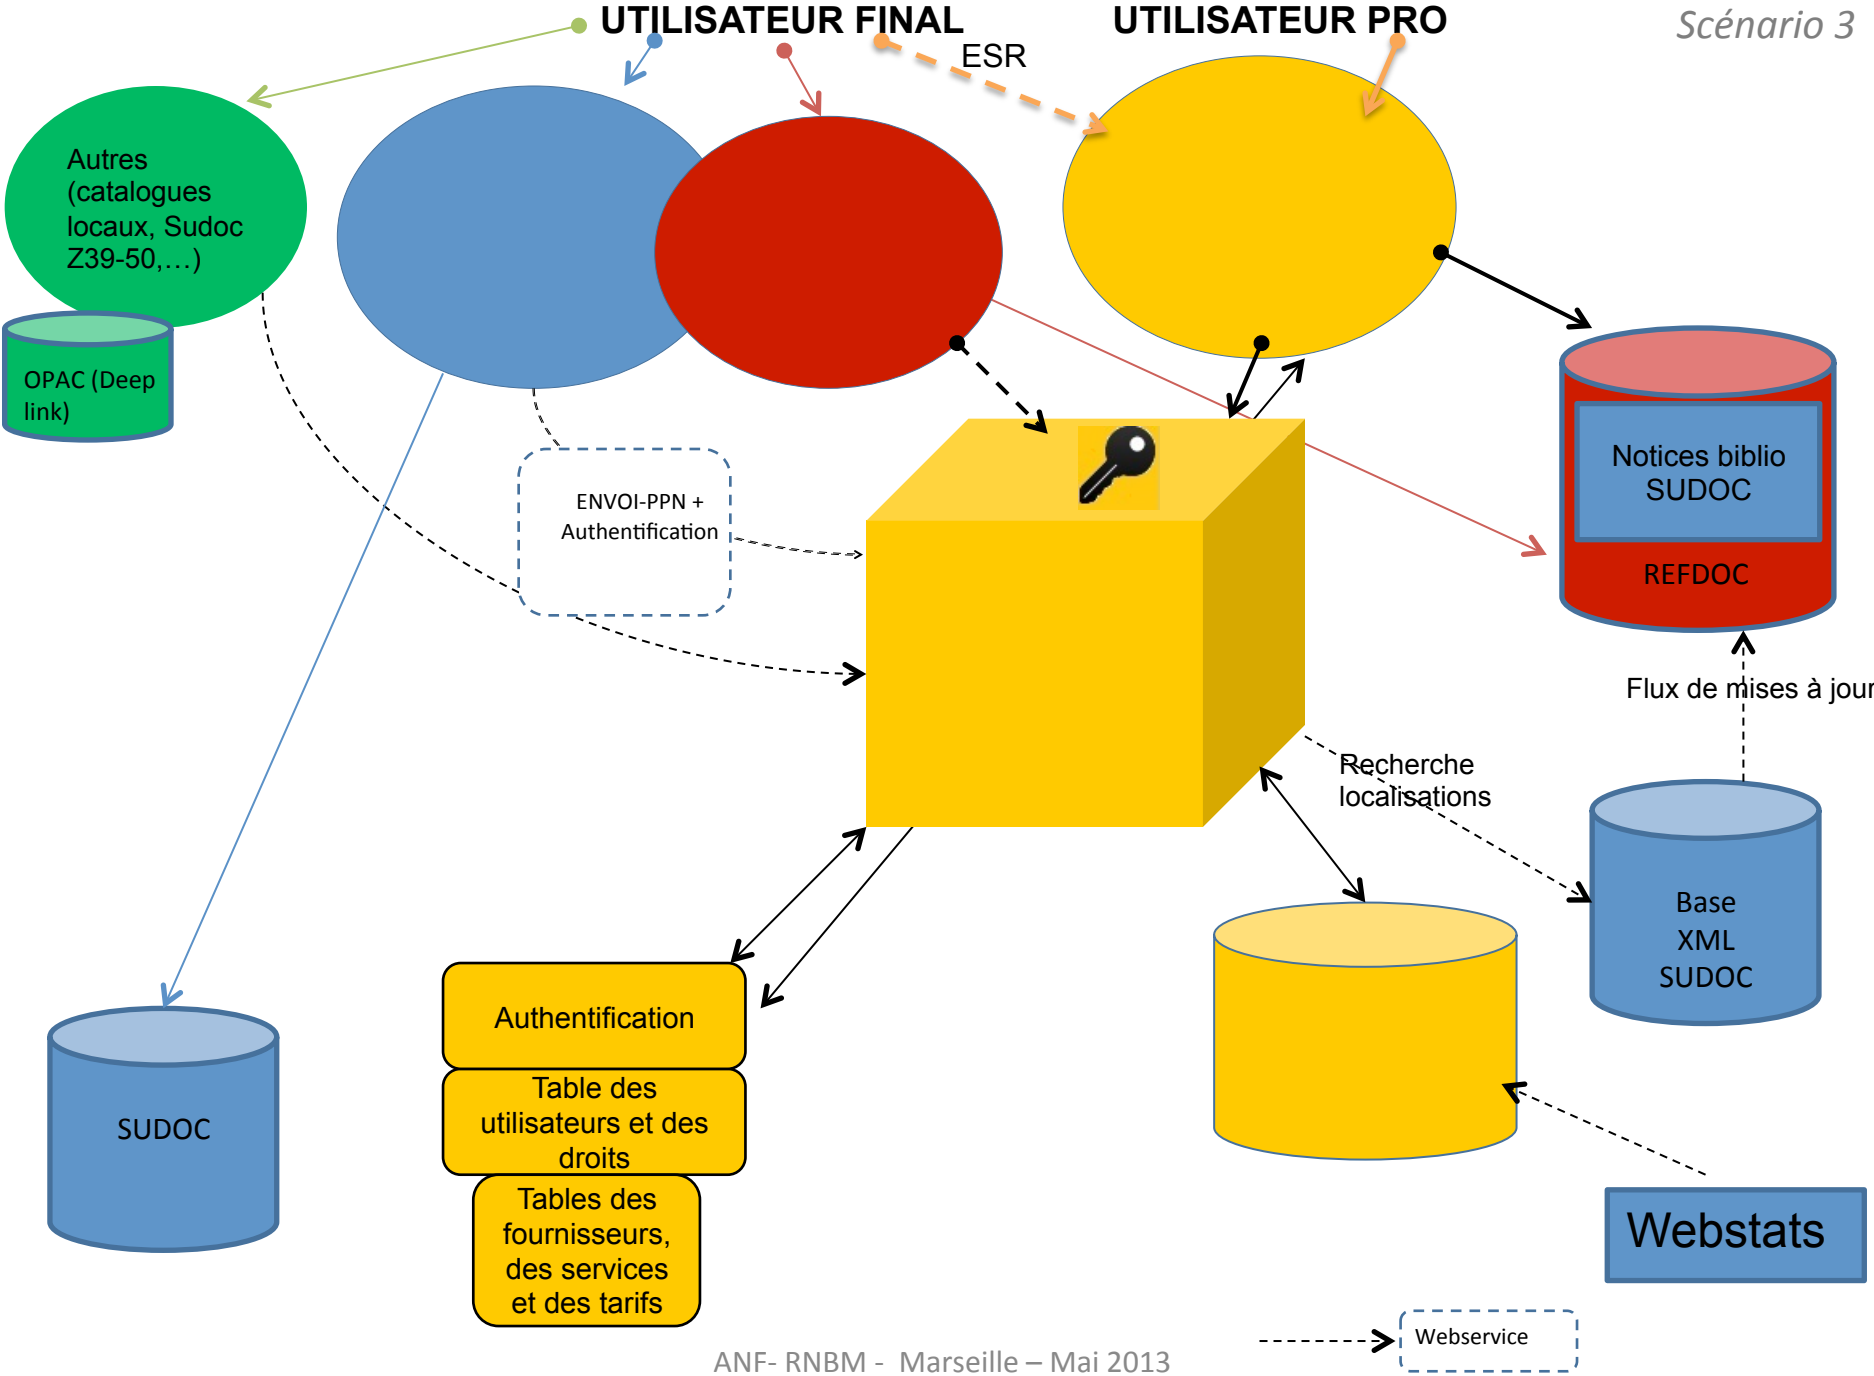 UTILISATEUR FINAL
UTILISATEUR PRO
Scénario 3
ESR
Autres
(catalogues
locaux, Sudoc
Z39-50,…)
OPAC (Deep
link)
Notices biblio
SUDOC
REFDOC
ENVOI-PPN +
Authentification
Flux de mises à jour
Recherche
localisations
Base
XML
SUDOC
Authentification
Table des
utilisateurs et des
droits
Tables des
fournisseurs,
des services
et des tarifs
SUDOC
Webstats
Webservice
ANF- RNBM - Marseille – Mai 2013